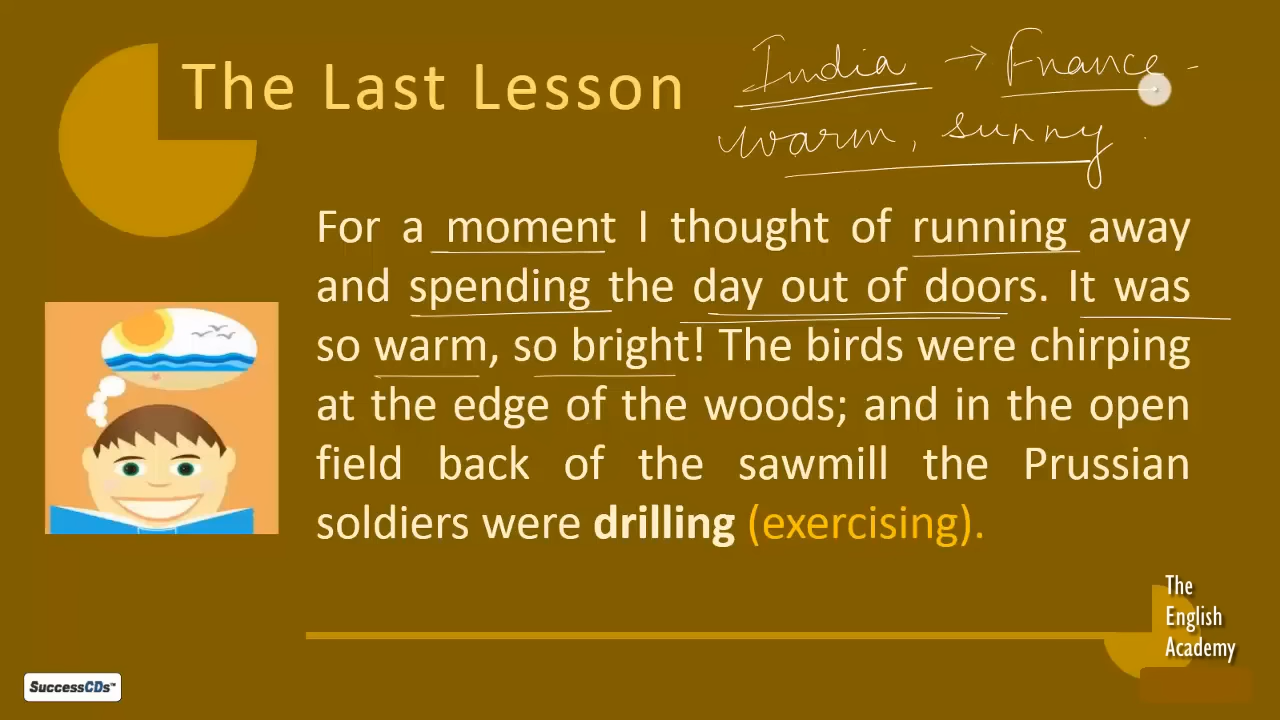 The Last Lesson
India → France
warm, sunny
For a moment I thought of running away
and spending the day out of doors. It was
so warm, so bright! The birds were chirping
at the edge of the woods; and in the open
field back of the sawmill the Prussian
soldiers were drilling (exercising).
The
English
Academy
SuccessCDs™